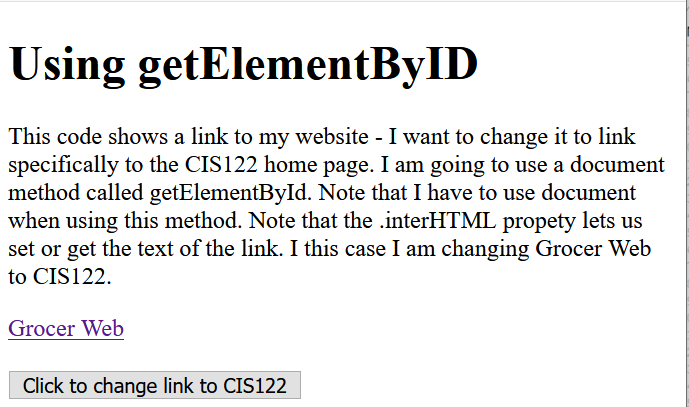 Using getElementByID
This code shows a link to my website - I want to change it to link
specifically to the CIS122 home page. I am going to use a document
method called getElementById. Note that I have to use document
when using this method. Note that the .interHTML propety lets us
set or get the text of the link. I this case I am changing Grocer Web
to CIS122.
Grocer Web
Click to change link to CIS122